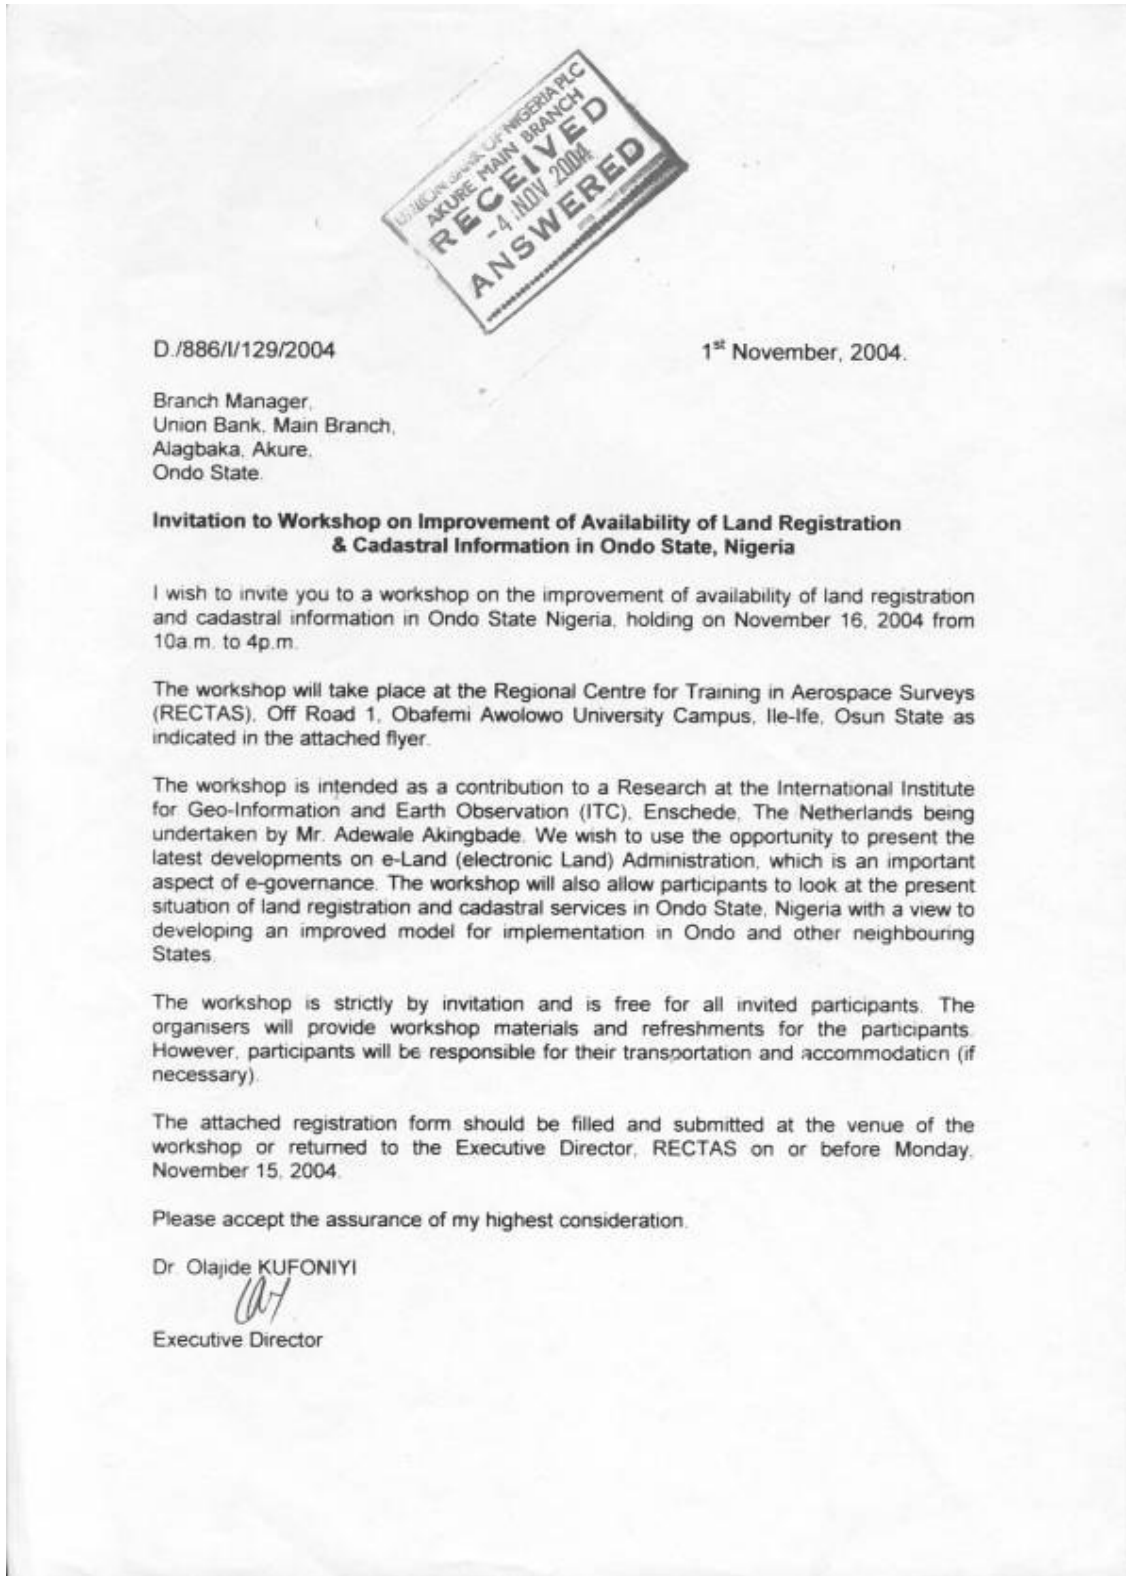 UNION BANK OF NIGERIA PLC
AKURE MAIN BRANCH
RECEIVED
-4 NOV 2004
ANSWERED
D./886/I/129/2004
1st November, 2004.
Branch Manager,
Union Bank, Main Branch,
Alagbaka, Akure,
Ondo State.
Invitation to Workshop on Improvement of Availability of Land Registration
& Cadastral Information in Ondo State, Nigeria
I wish to invite you to a workshop on the improvement of availability of land registration
and cadastral information in Ondo State Nigeria, holding on November 16, 2004 from
10a.m. to 4p.m.
The workshop will take place at the Regional Centre for Training in Aerospace Surveys
(RECTAS), Off Road 1, Obafemi Awolowo University Campus, Ile-Ife, Osun State as
indicated in the attached flyer.
The workshop is intended as a contribution to a Research at the International Institute
for Geo-Information and Earth Observation (ITC), Enschede, The Netherlands being
undertaken by Mr. Adewale Akingbade. We wish to use the opportunity to present the
latest developments on e-Land (electronic Land) Administration, which is an important
aspect of e-governance. The workshop will also allow participants to look at the present
situation of land registration and cadastral services in Ondo State, Nigeria with a view to
developing an improved model for implementation in Ondo and other neighbouring
States.
The workshop is strictly by invitation and is free for all invited participants. The
organisers will provide workshop materials and refreshments for the participants.
However, participants will be responsible for their transportation and accommodation (if
necessary).
The attached registration form should be filled and submitted at the venue of the
workshop or returned to the Executive Director, RECTAS on or before Monday,
November 15, 2004.
Please accept the assurance of my highest consideration.
Dr. Olajide KUFONIYI
Executive Director